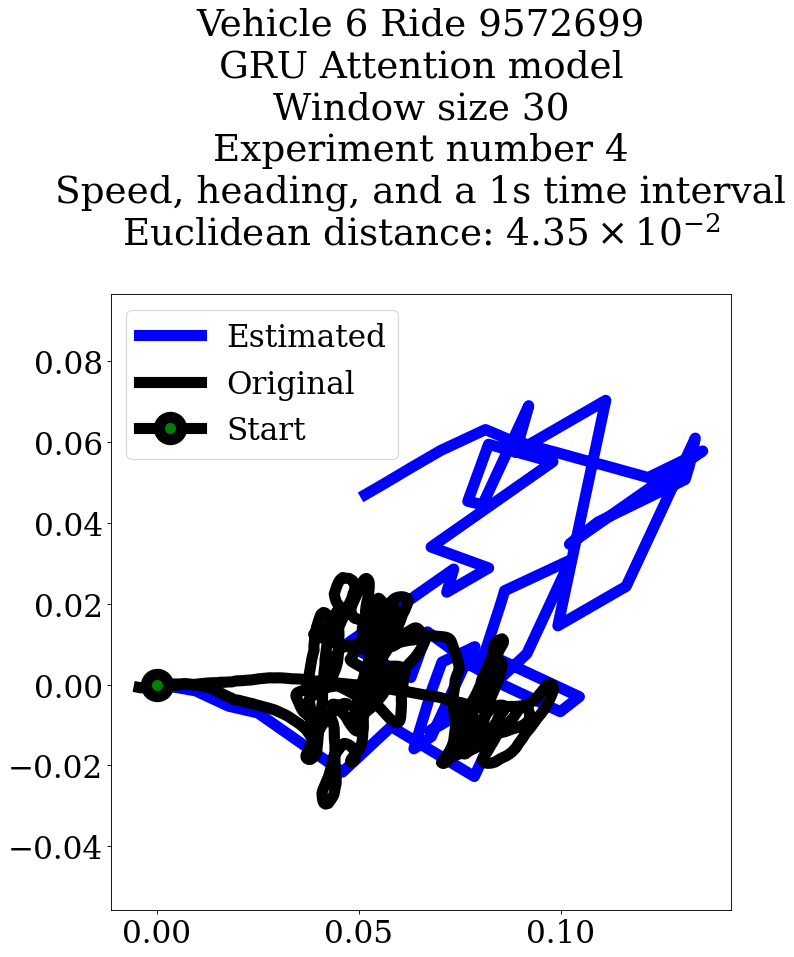 Vehicle 6 Ride 9572699
GRU Attention model
Window size 30
Experiment number 4
Speed, heading, and a 1s time interval
Euclidean distance: 4.35 × 10⁻²
Estimated
Original
Start
0.08
0.06
0.04
0.02
0.00
−0.02
−0.04
0.00 0.05 0.10